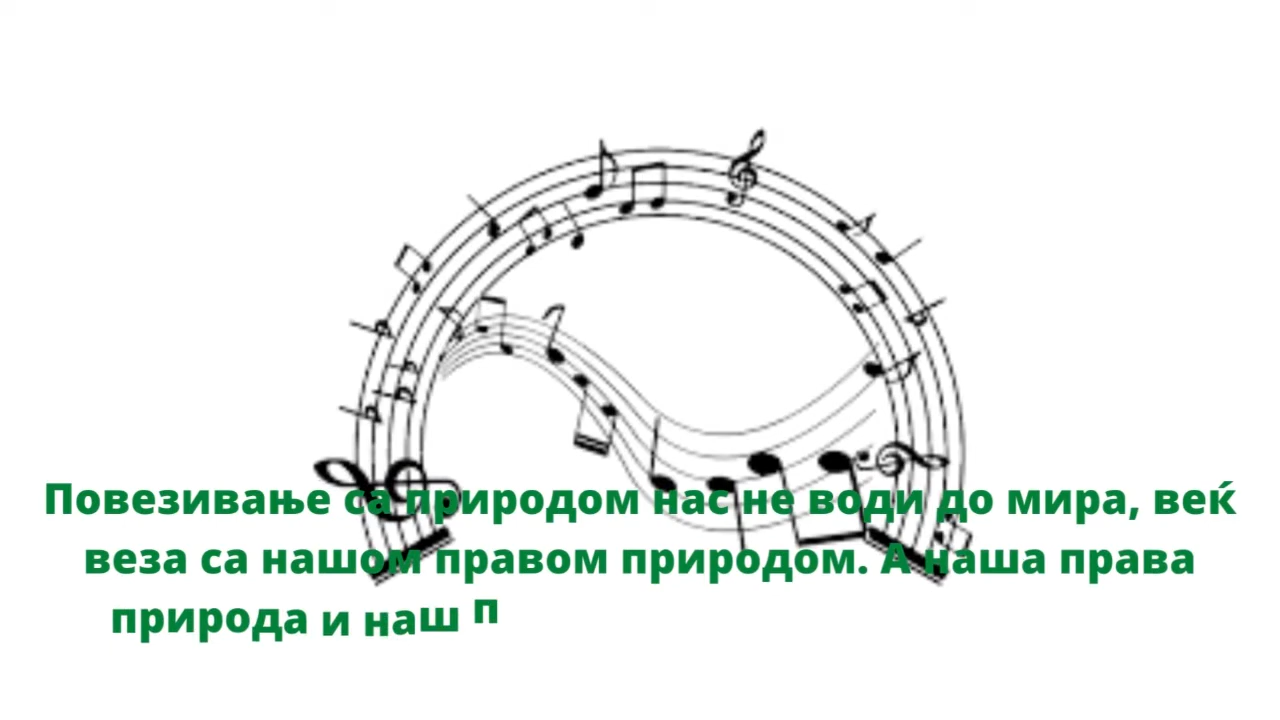 Повезивање са природом нас не води до мира, веќ
веза са нашом правом природом. А наша права
природа и наш п